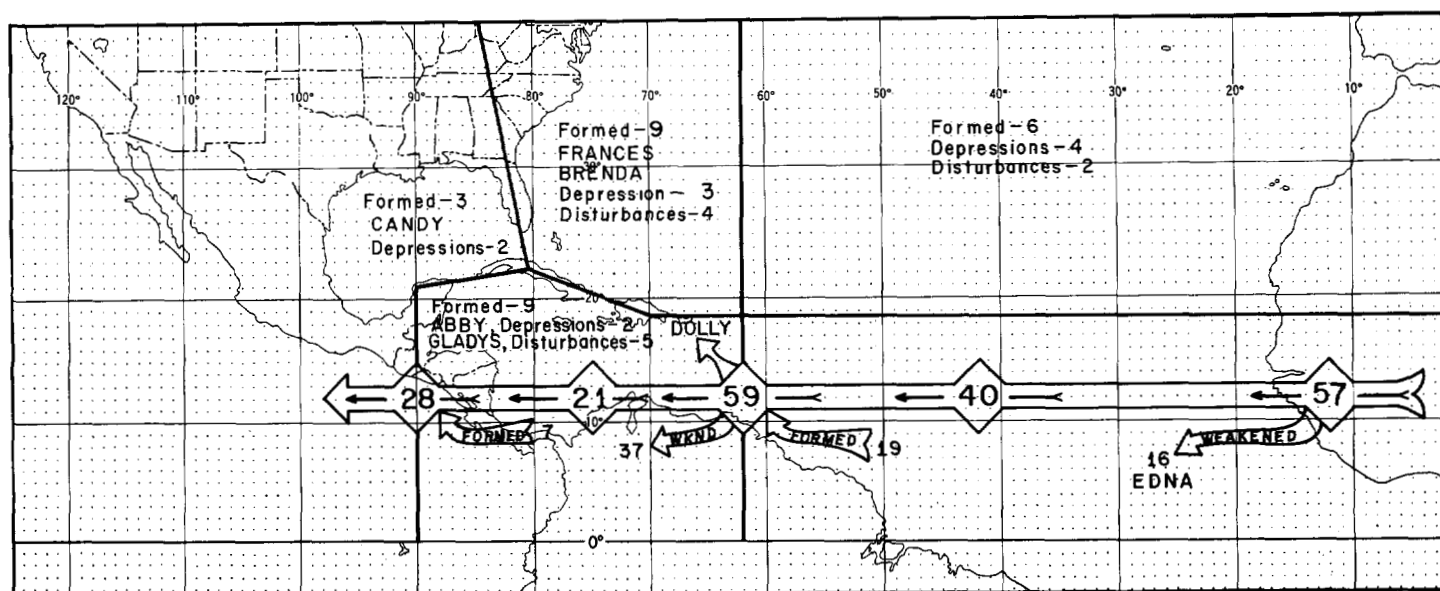 120° 110° 100° 90° 80° 70° 60° 50° 40° 30° 20° 10°
Formed-9
FRANCES
BRENDA
Depression- 3
Disturbances-4
Formed-6
Depressions-4
Disturbances-2
30°
Formed-3
CANDY
Depressions-2
20°
Formed-9
ABBY, Depressions-2
GLADYS, Disturbances-5
DOLLY
28 21 59 40 57
10°
FORMED 7
37 WKND
FORMED 19
WEAKENED
16
EDNA
0°